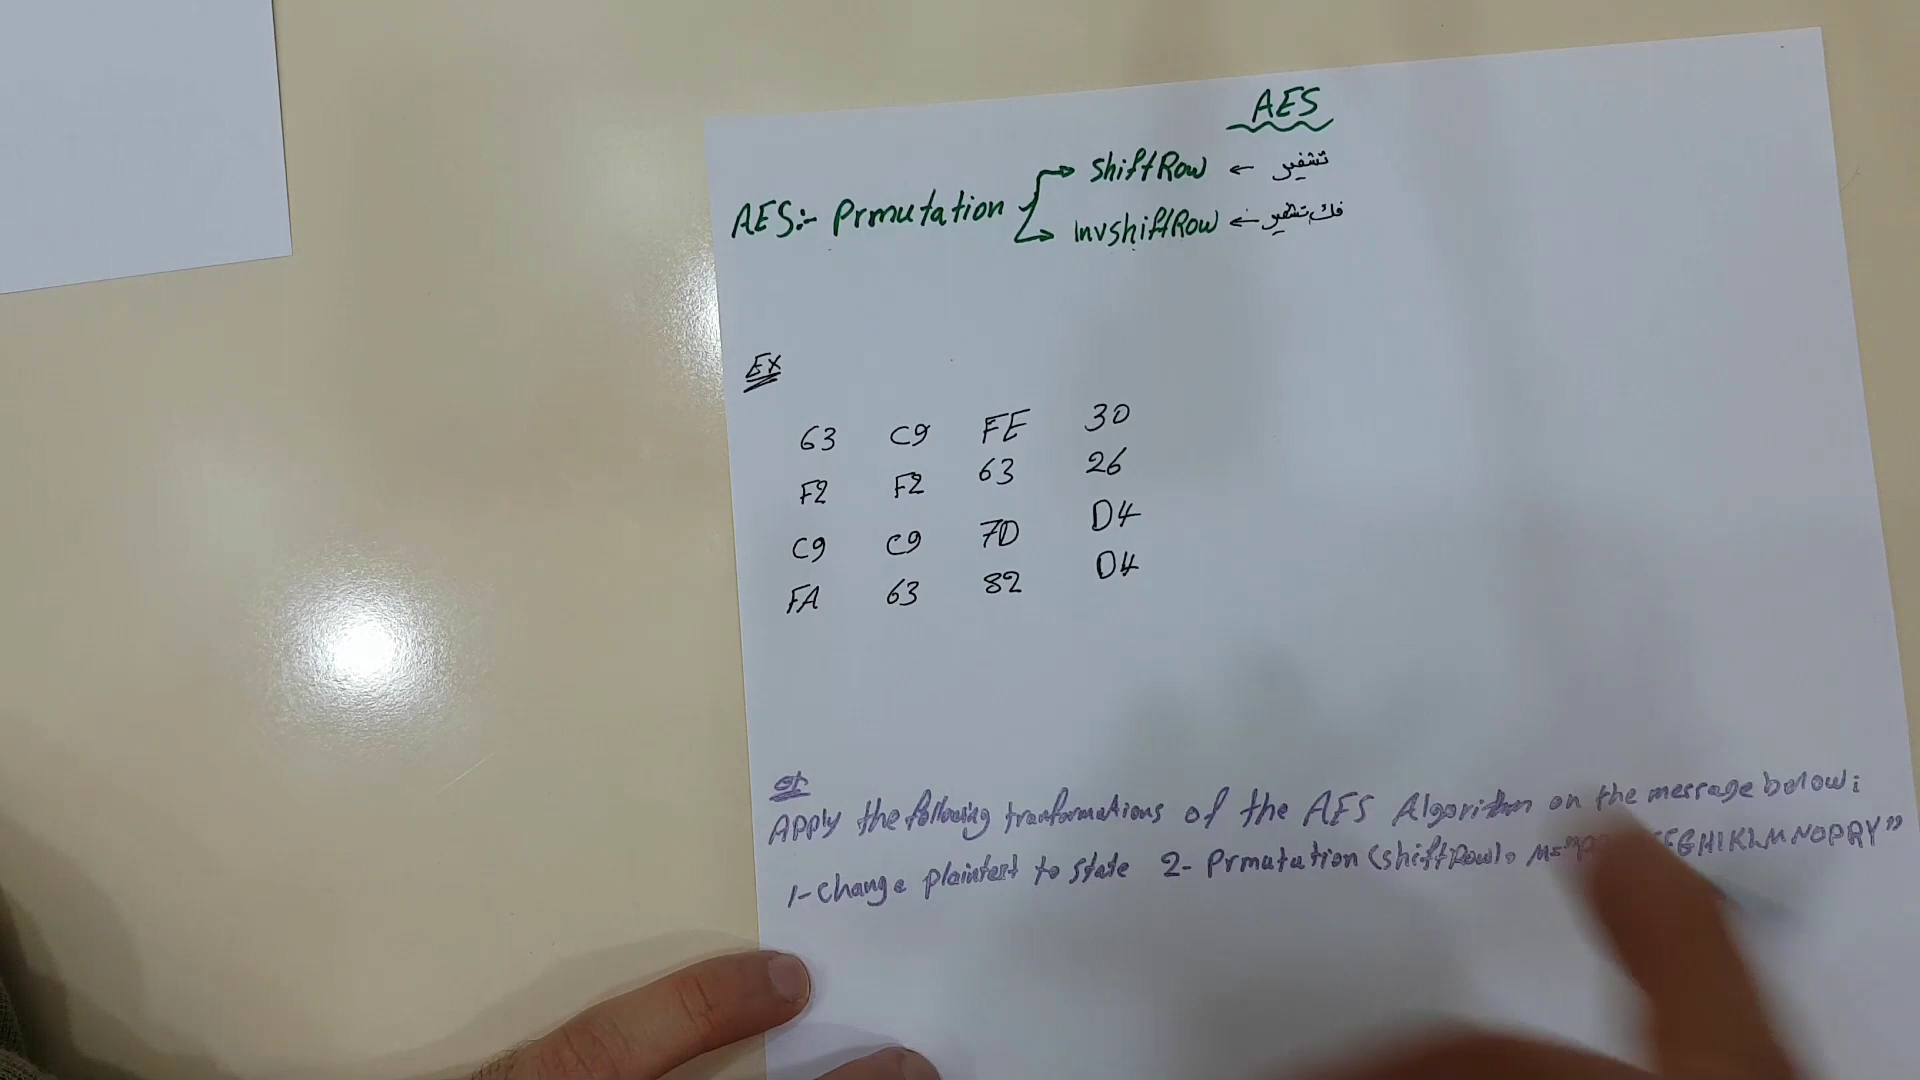 AES
AES:- Prmutation
ShiftRow ← تشفير
InvshiftRow ← فك تشفير
EX
63 C9 FE 30
F2 F2 63 26
C9 C9 7D D4
FA 63 82 D4
Apply the following tranformations of the AES Algorithm on the message below:
1- Change plaintext to state 2- Prmutation (shiftRow)